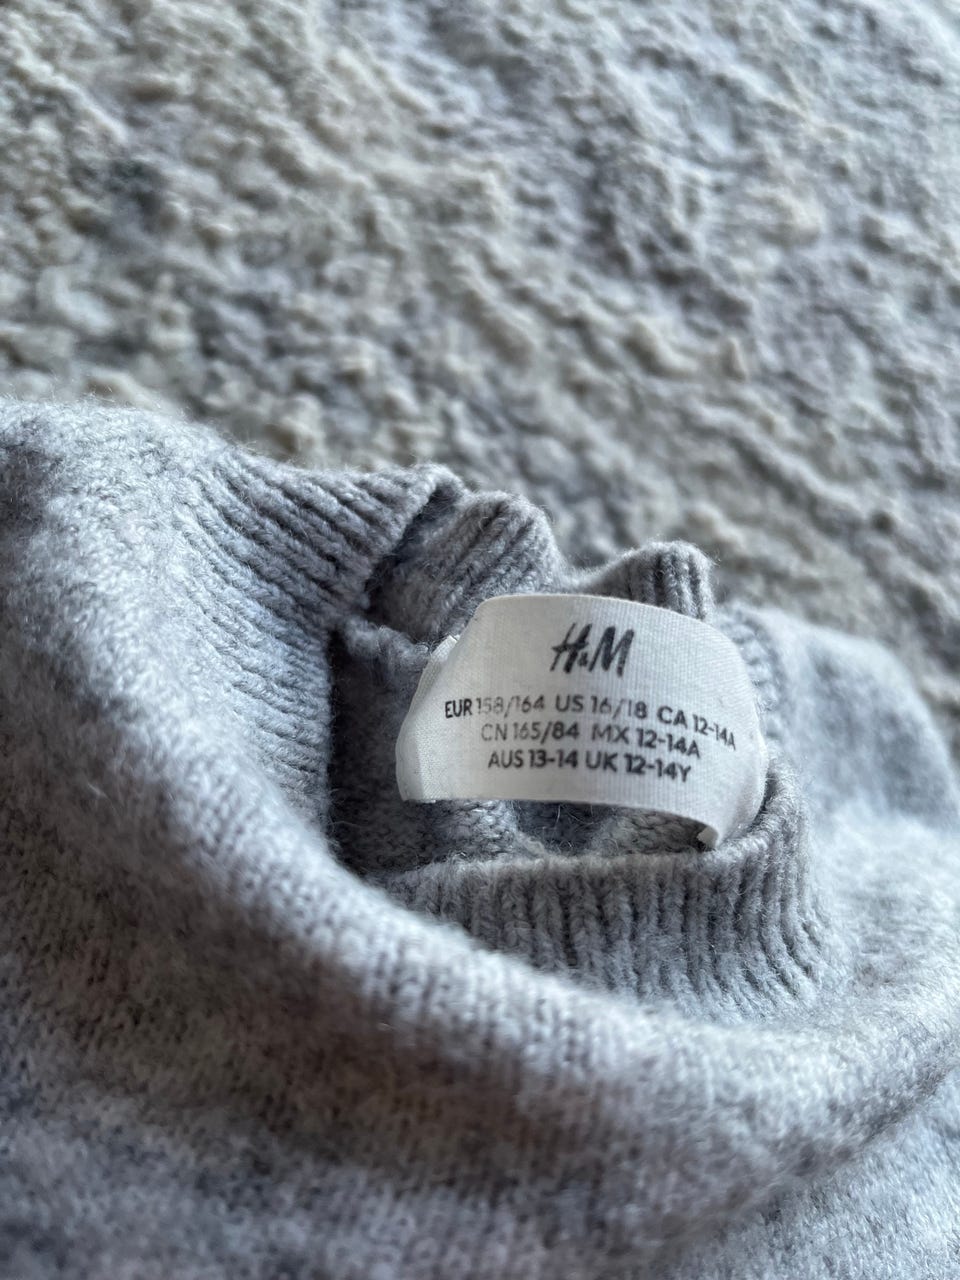 H&M
EUR 158/164 US 16/18 CA 12-14A
CN 165/84 MX 12-14A
AUS 13-14 UK 12-14Y